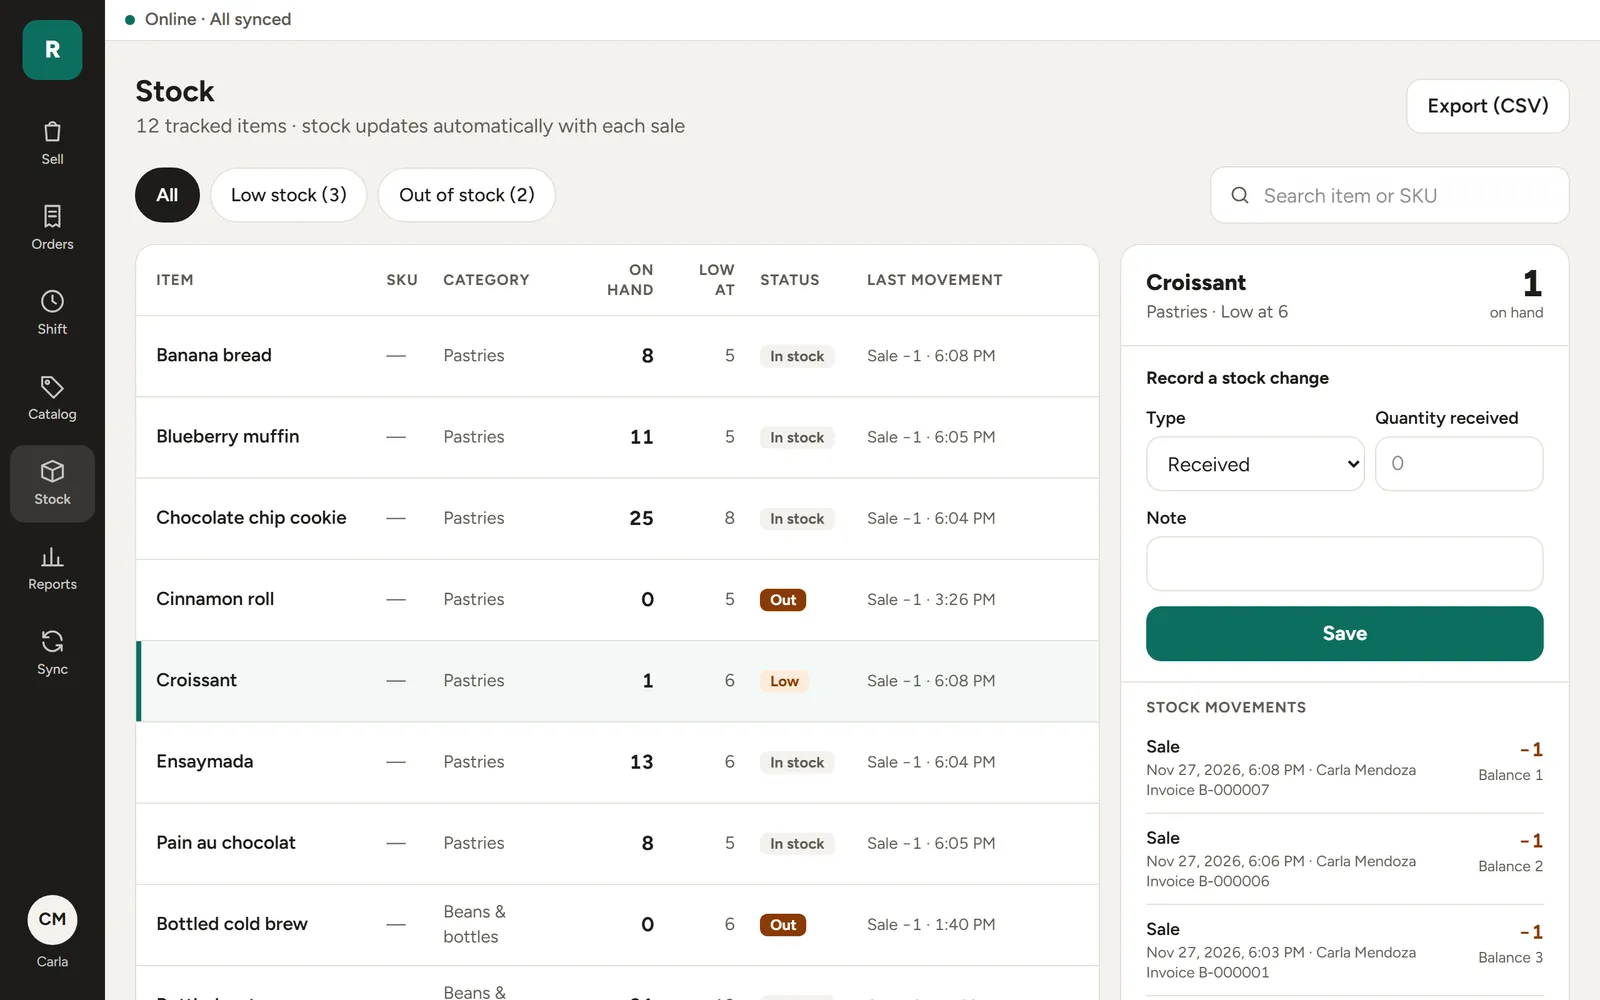 R
Online · All synced
Sell
Orders
Shift
Catalog
Stock
Reports
Sync
CM
Carla
Stock
12 tracked items · stock updates automatically with each sale
Export (CSV)
All
Low stock (3)
Out of stock (2)
Search item or SKU
ITEM SKU CATEGORY ON HAND LOW AT STATUS LAST MOVEMENT
Banana bread — Pastries 8 5 In stock Sale −1 · 6:08 PM
Blueberry muffin — Pastries 11 5 In stock Sale −1 · 6:05 PM
Chocolate chip cookie — Pastries 25 8 In stock Sale −1 · 6:04 PM
Cinnamon roll — Pastries 0 5 Out Sale −1 · 3:26 PM
Croissant — Pastries 1 6 Low Sale −1 · 6:08 PM
Ensaymada — Pastries 13 6 In stock Sale −1 · 6:04 PM
Pain au chocolat — Pastries 8 5 In stock Sale −1 · 6:05 PM
Bottled cold brew — Beans & bottles 0 6 Out Sale −1 · 1:40 PM
Beans &
Croissant 1
Pastries · Low at 6 on hand
Record a stock change
Type Quantity received
Received 0
Note
Save
STOCK MOVEMENTS
Sale −1
Nov 27, 2026, 6:08 PM · Carla Mendoza Balance 1
Invoice B-000007
Sale −1
Nov 27, 2026, 6:06 PM · Carla Mendoza Balance 2
Invoice B-000006
Sale −1
Nov 27, 2026, 6:03 PM · Carla Mendoza Balance 3
Invoice B-000001